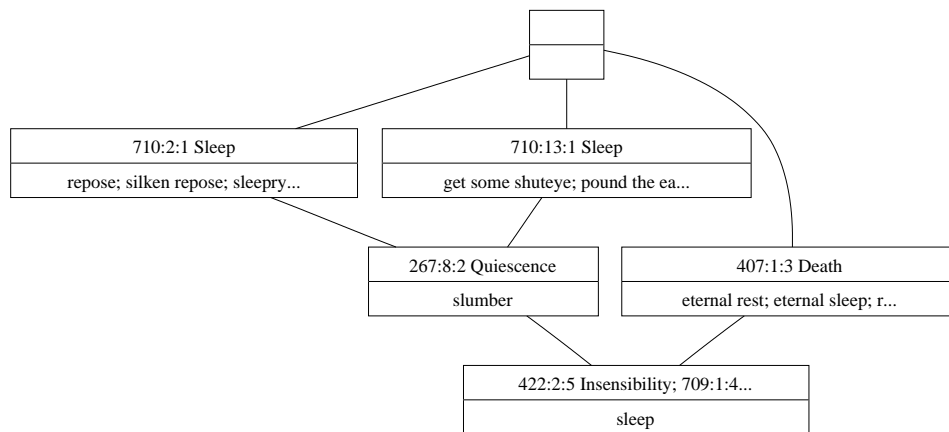 710:2:1 Sleep
repose; silken repose; sleepry...
710:13:1 Sleep
get some shuteye; pound the ea...
267:8:2 Quiescence
slumber
407:1:3 Death
eternal rest; eternal sleep; r...
422:2:5 Insensibility; 709:1:4...
sleep